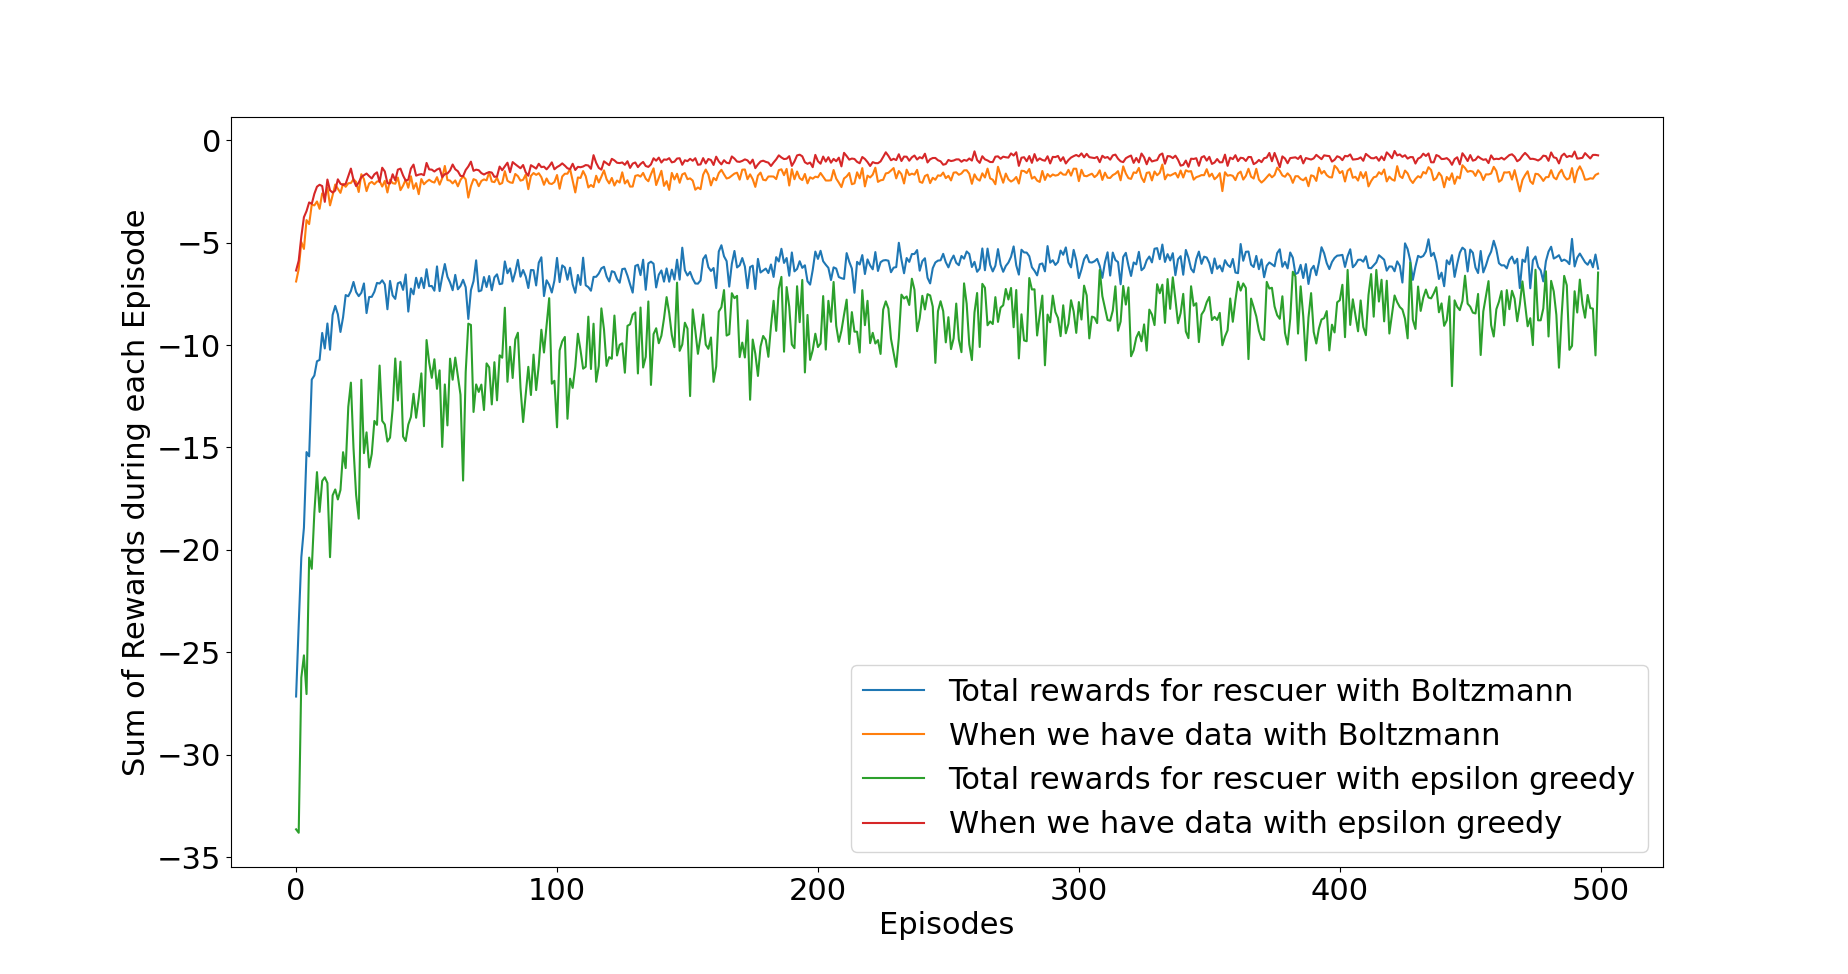 0
−5
−10
−15
−20
−25
−30
−35
Sum of Rewards during each Episode
Total rewards for rescuer with Boltzmann
When we have data with Boltzmann
Total rewards for rescuer with epsilon greedy
When we have data with epsilon greedy
0 100 200 300 400 500
Episodes